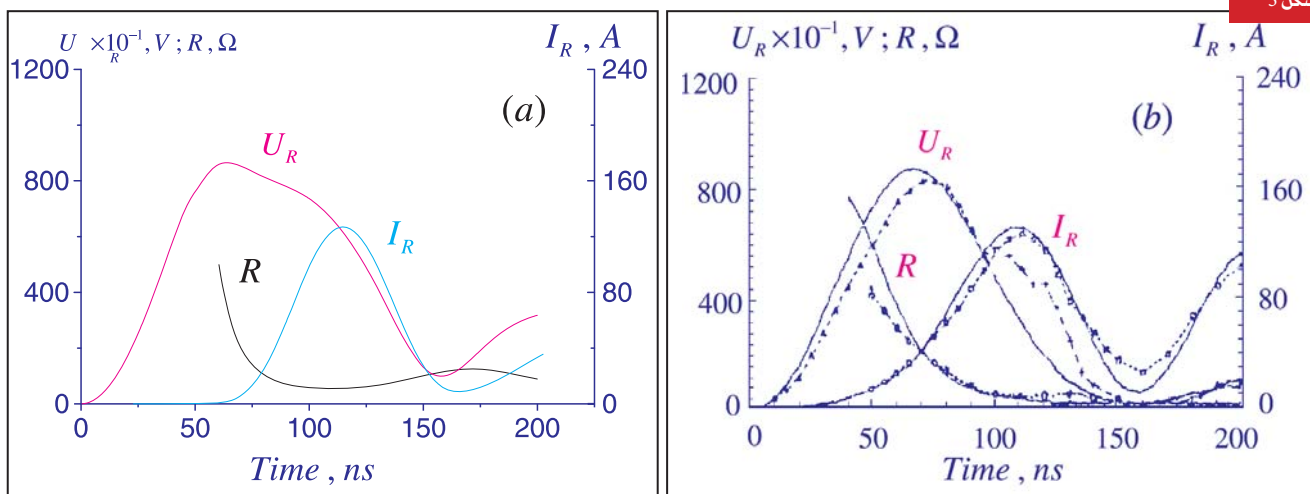 شكل 3
U_R ×10⁻¹, V ; R , Ω
I_R , A
1200
240
(a)
U_R
800
160
I_R
R
400
80
0
0
0 50 100 150 200
Time , ns
U_R ×10⁻¹, V ; R , Ω
I_R , A
1200
240
(b)
U_R
800
160
I_R
R
400
80
0
0
0 50 100 150 200
Time , ns